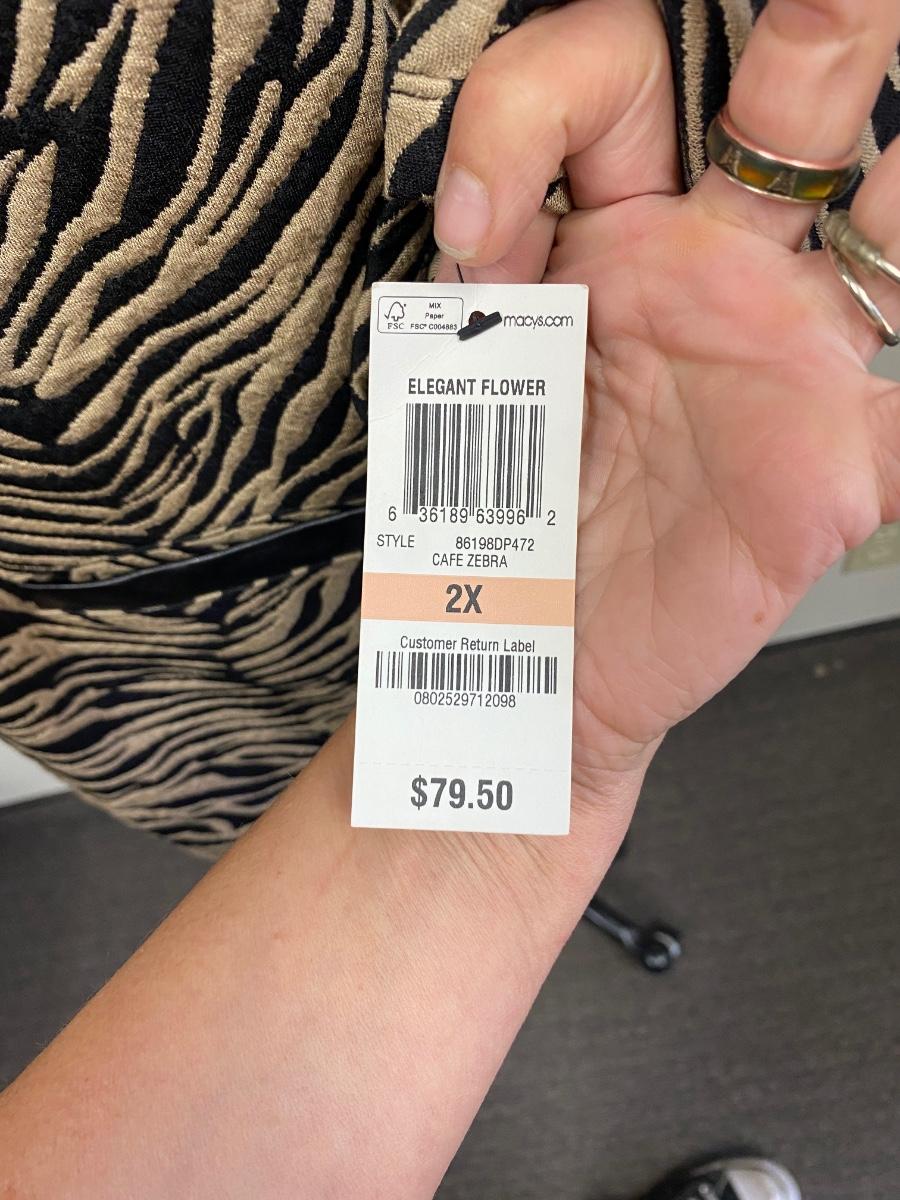 MIX
Paper
FSC
FSC® C004883
macys.com
ELEGANT FLOWER
6 36189 63996 2
STYLE 86198DP472
CAFE ZEBRA
2X
Customer Return Label
0802529712098
$79.50